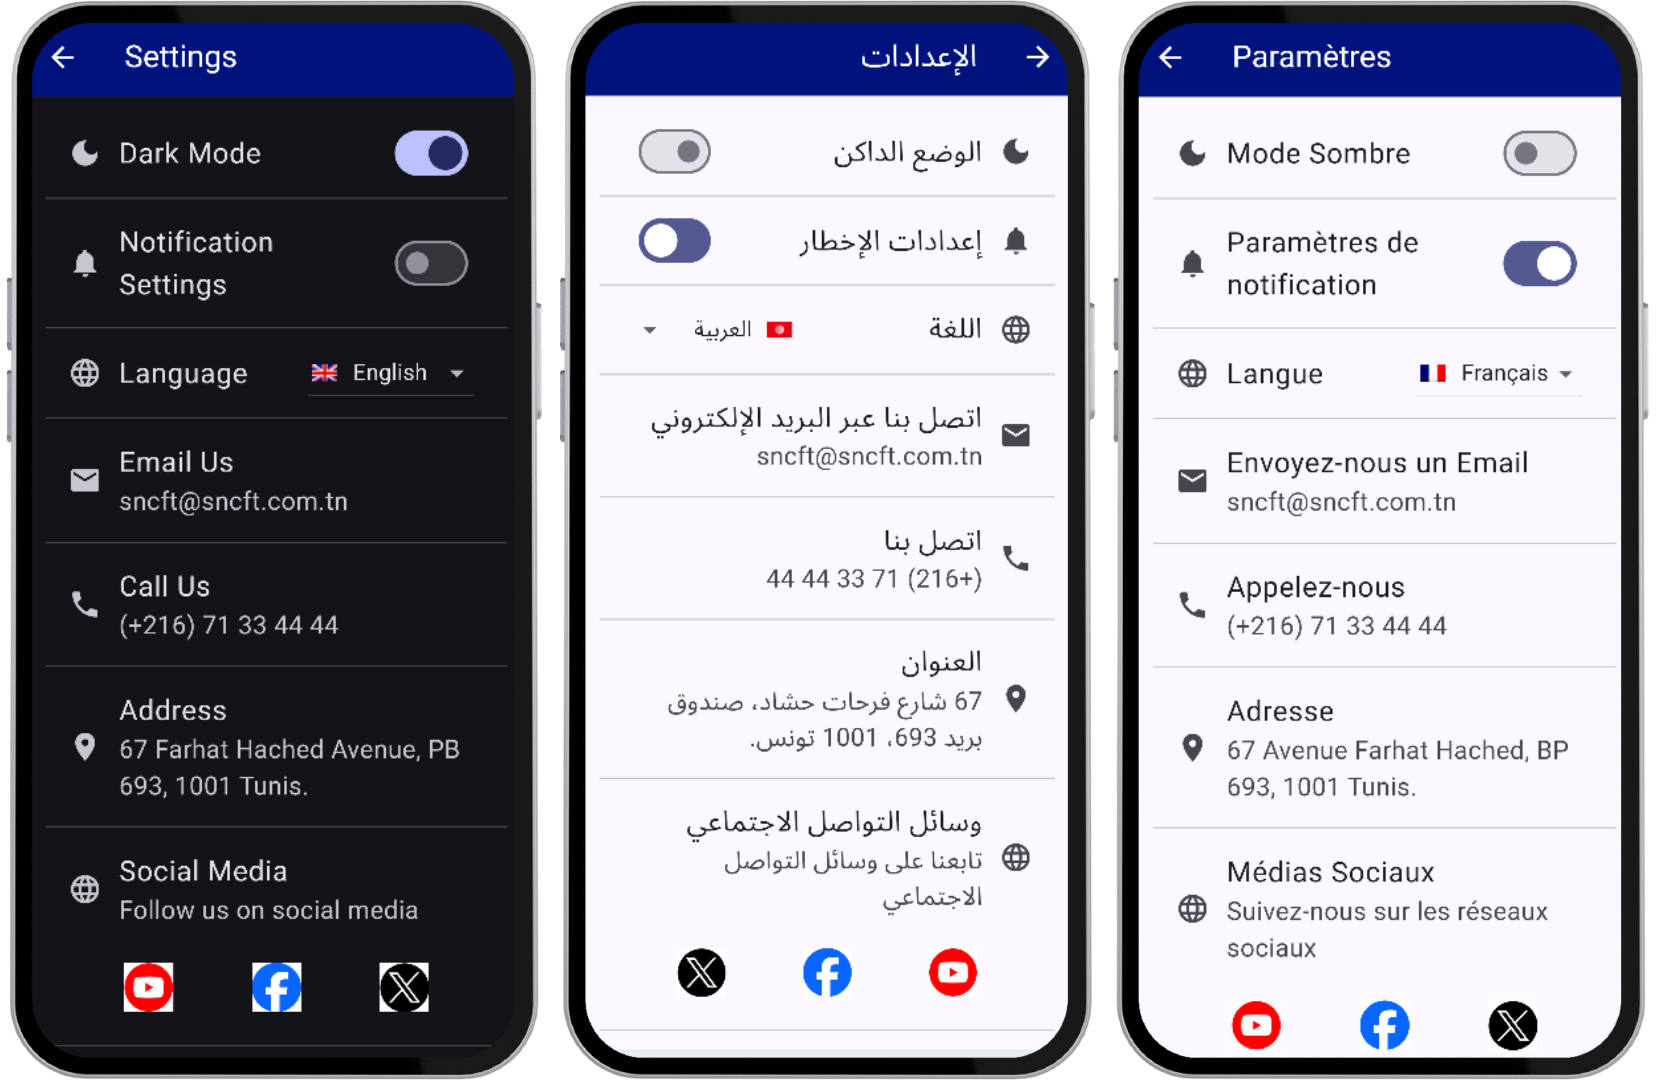 Settings
Dark Mode
Notification
Settings
Language
English
Email Us
sncft@sncft.com.tn
Call Us
(+216) 71 33 44 44
Address
67 Farhat Hached Avenue, PB
693, 1001 Tunis.
Social Media
Follow us on social media
الإعدادات
الوضع الداكن
إعدادات الإخطار
اللغة
العربية
اتصل بنا عبر البريد الإلكتروني
sncft@sncft.com.tn
اتصل بنا
44 44 33 71 (216+)
العنوان
67 شارع فرحات حشاد، صندوق
بريد 693، 1001 تونس.
وسائل التواصل الاجتماعي
تابعنا على وسائل التواصل
الاجتماعي
Paramètres
Mode Sombre
Paramètres de
notification
Langue
Français
Envoyez-nous un Email
sncft@sncft.com.tn
Appelez-nous
(+216) 71 33 44 44
Adresse
67 Avenue Farhat Hached, BP
693, 1001 Tunis.
Médias Sociaux
Suivez-nous sur les réseaux
sociaux